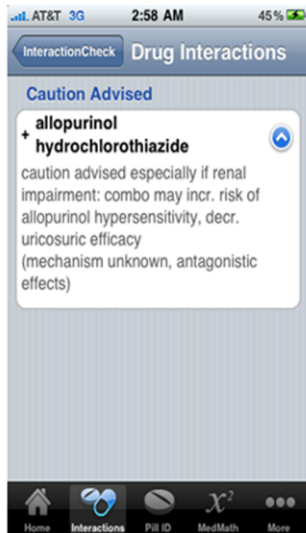 AT&T 3G 2:58 AM 45%
InteractionCheck Drug Interactions
Caution Advised
+ allopurinol
hydrochlorothiazide
caution advised especially if renal
impairment: combo may incr. risk of
allopurinol hypersensitivity, decr.
uricosuric efficacy
(mechanism unknown, antagonistic
effects)
x²
Home Interactions Pill ID MedMath More